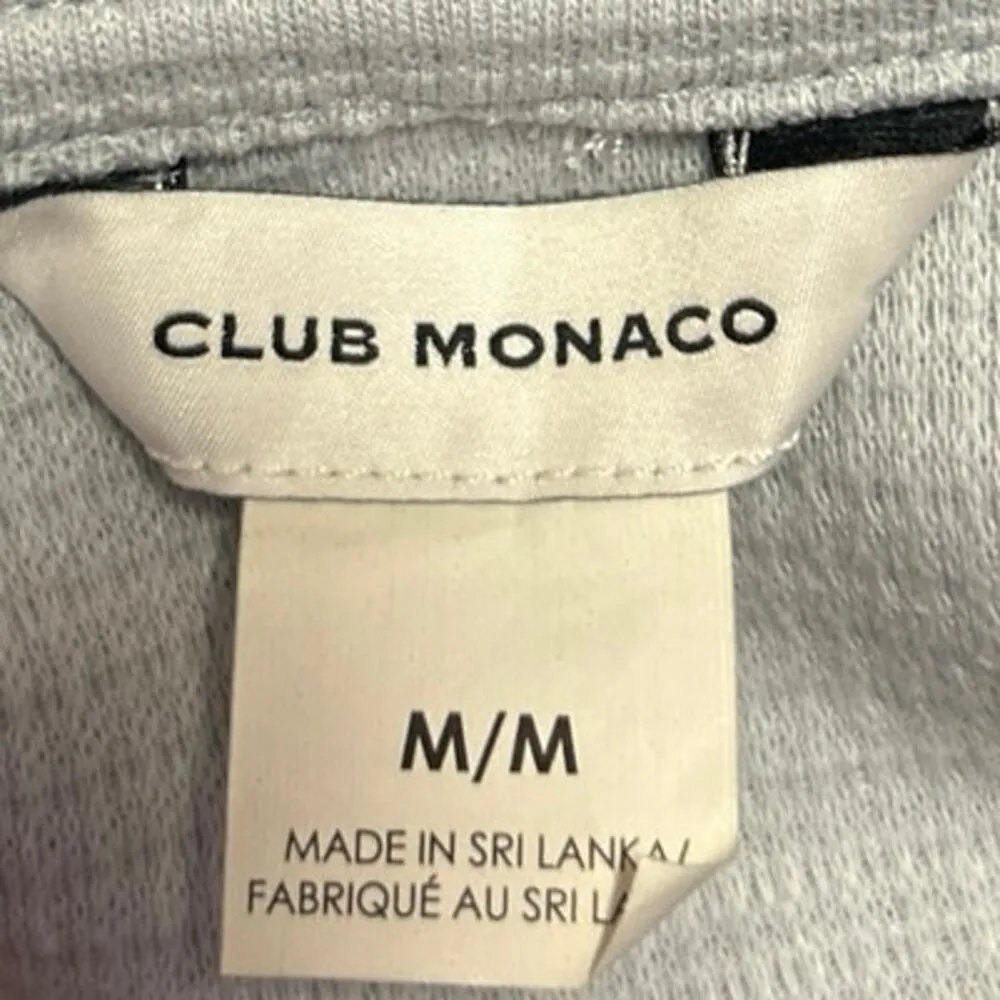 CLUB MONACO
M/M
MADE IN SRI LANKA/
FABRIQUÉ AU SRI